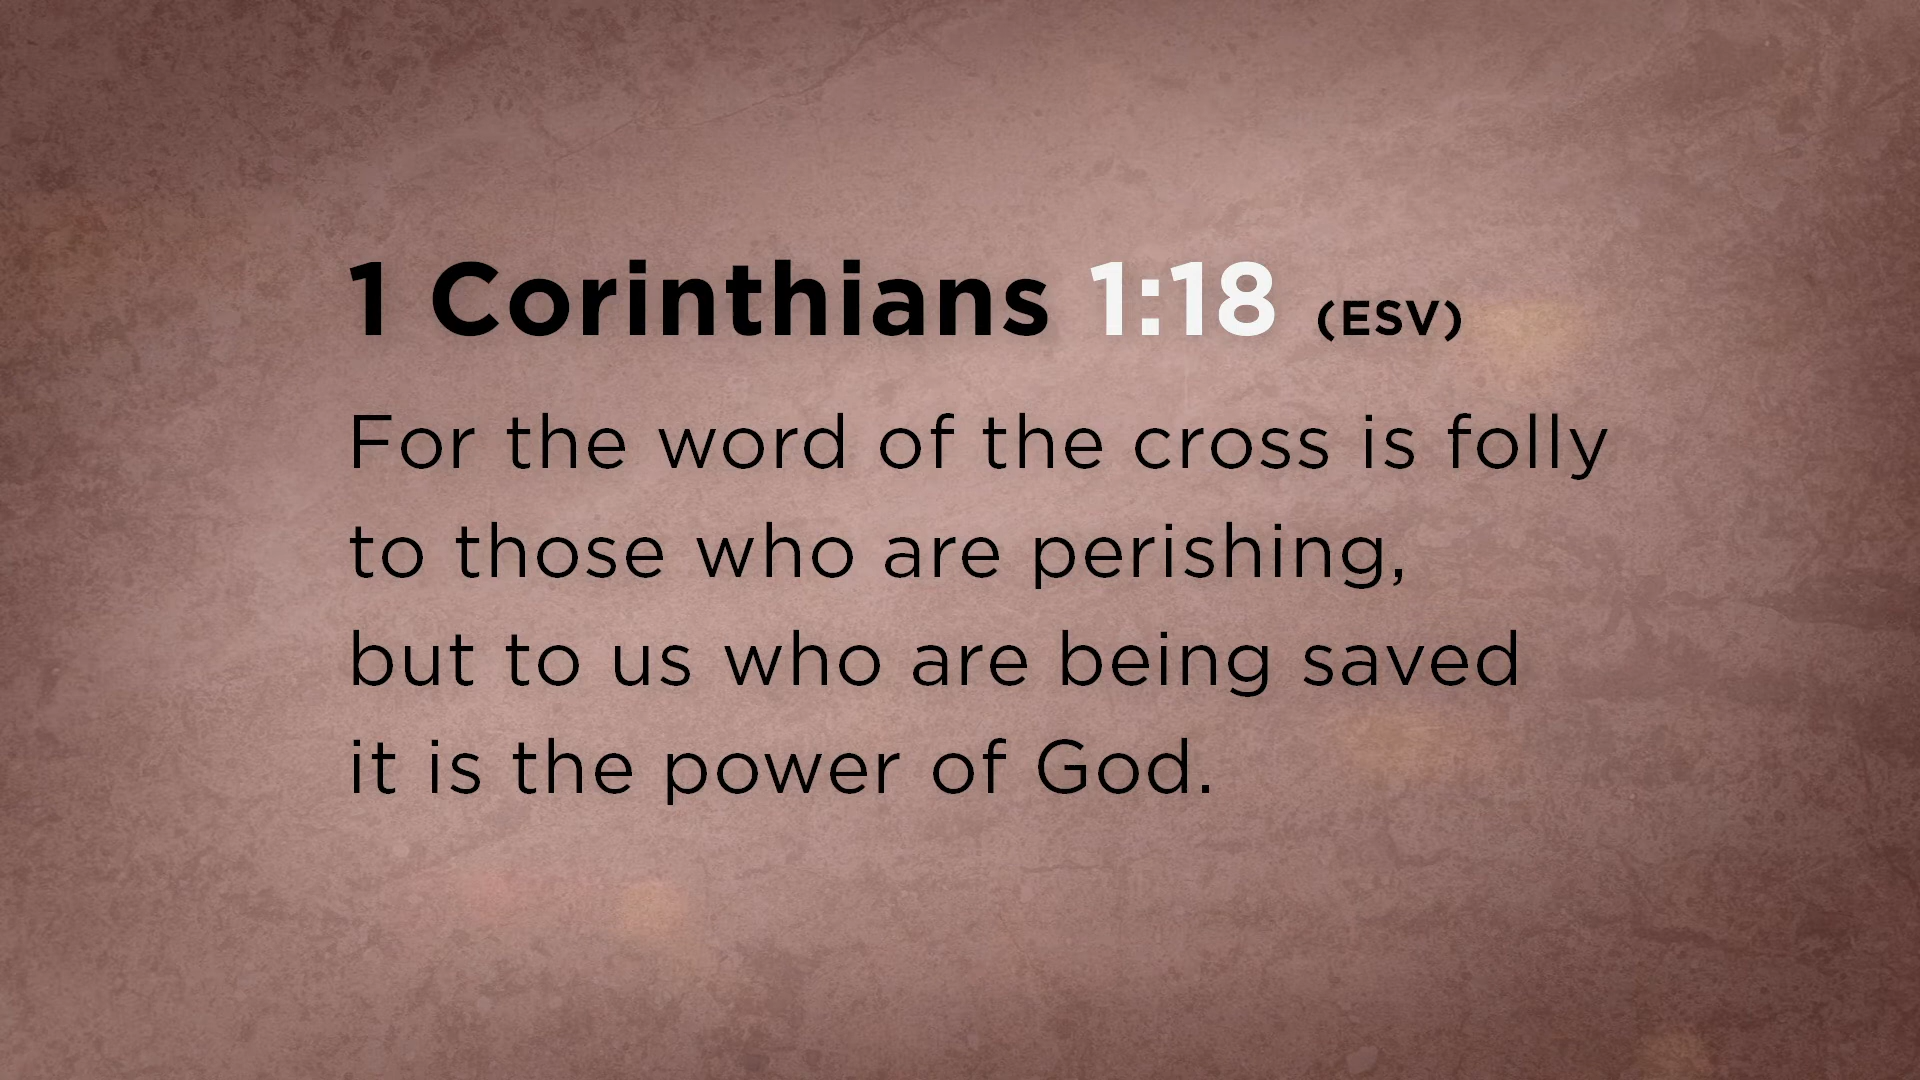 1 Corinthians 1:18 (ESV)
For the word of the cross is folly
to those who are perishing,
but to us who are being saved
it is the power of God.